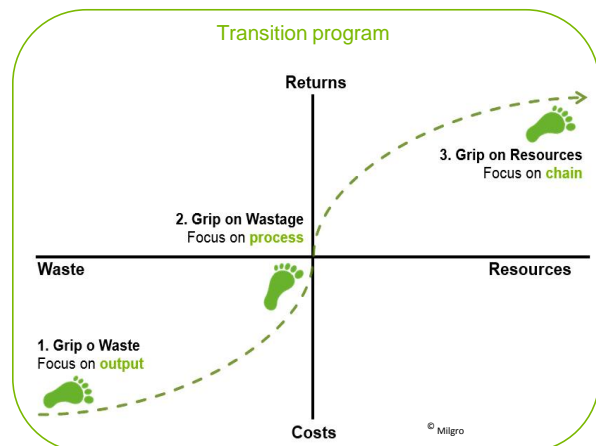 Transition program
Returns
3. Grip on Resources
Focus on chain
2. Grip on Wastage
Focus on process
Waste
Resources
1. Grip o Waste
Focus on output
Costs
© Milgro